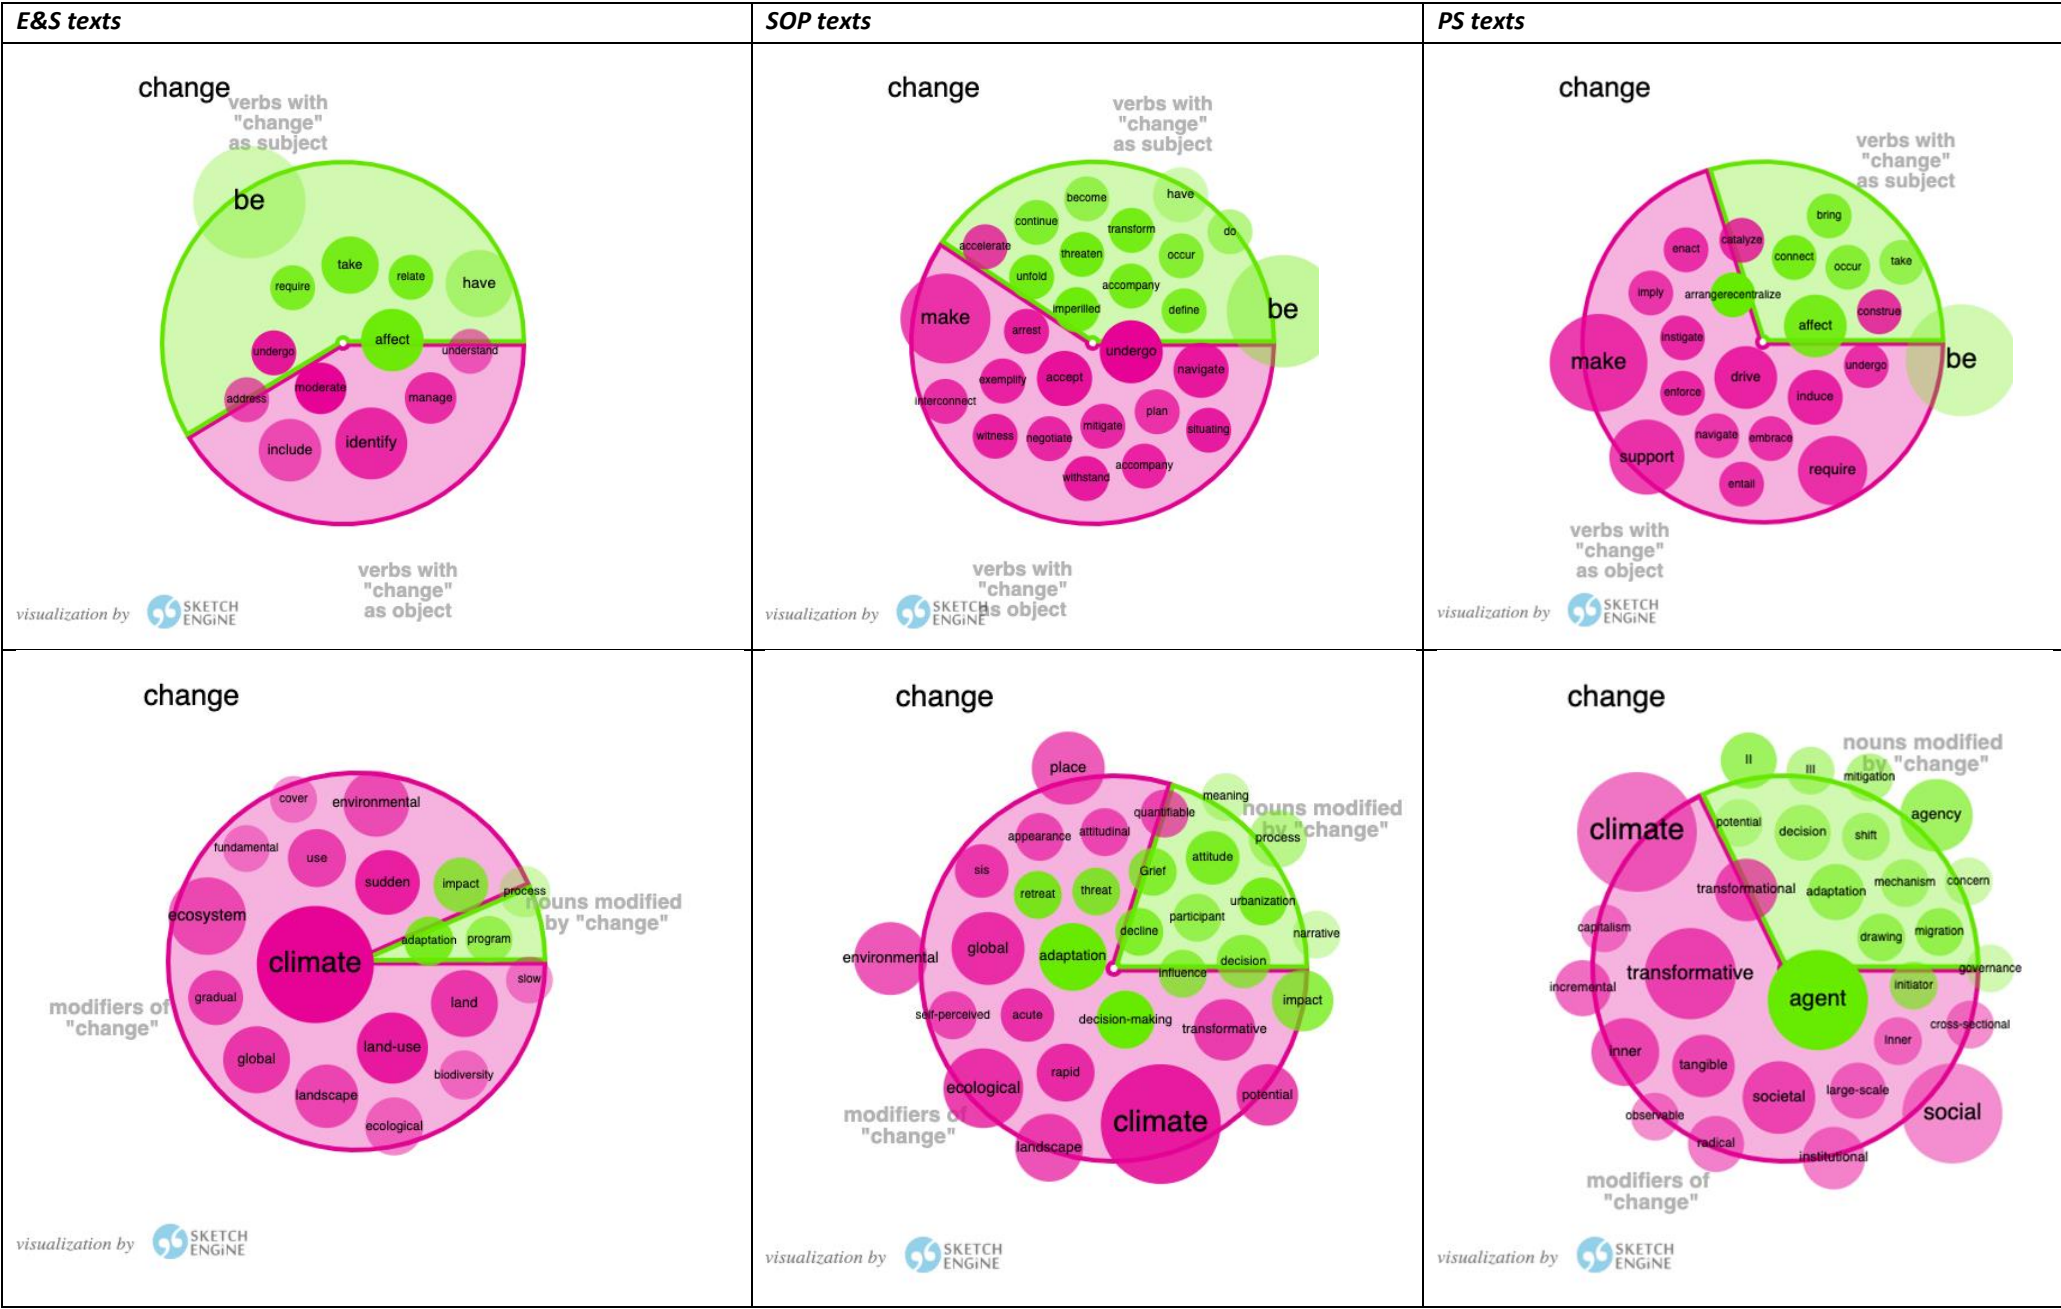 E&S texts
SOP texts
PS texts
change
verbs with
"change"
as subject
be
take
require
relate
have
affect
undergo
understand
moderate
address
manage
include
identify
verbs with
"change"
as object
visualization by
SKETCH
ENGINE
change
verbs with
"change"
as subject
become
have
continue
transform
do
accelerate
threaten
occur
unfold
accompany
imperilled
define
be
make
arrest
undergo
navigate
exemplify
accept
interconnect
plan
mitigate
situating
witness
negotiate
accompany
withstand
verbs with
"change"
as object
visualization by
SKETCH
ENGINE
change
verbs with
"change"
as subject
bring
enact
catalyze
connect
occur
take
imply
arrange
recentralize
construe
affect
instigate
make
be
undergo
drive
enforce
induce
navigate
embrace
support
require
entail
verbs with
"change"
as object
visualization by
SKETCH
ENGINE
change
cover
environmental
fundamental
use
sudden
impact
process
nouns modified
by "change"
ecosystem
adaptation
program
climate
slow
gradual
land
modifiers of
"change"
land-use
global
biodiversity
landscape
ecological
visualization by
SKETCH
ENGINE
change
place
meaning
nouns modified
by "change"
quantifiable
appearance
attitudinal
process
attitude
sis
Grief
retreat
threat
urbanization
participant
decline
narrative
global
environmental
adaptation
decision
influence
impact
self-perceived
acute
decision-making
transformative
rapid
ecological
potential
modifiers of
"change"
climate
landscape
visualization by
SKETCH
ENGINE
change
nouns modified
by "change"
II
III
mitigation
agency
climate
potential
decision
shift
transformational
adaptation
mechanism
concern
capitalism
drawing
migration
transformative
governance
incremental
initiator
agent
cross-sectional
Inner
inner
tangible
large-scale
societal
social
observable
radical
institutional
modifiers of
"change"
visualization by
SKETCH
ENGINE